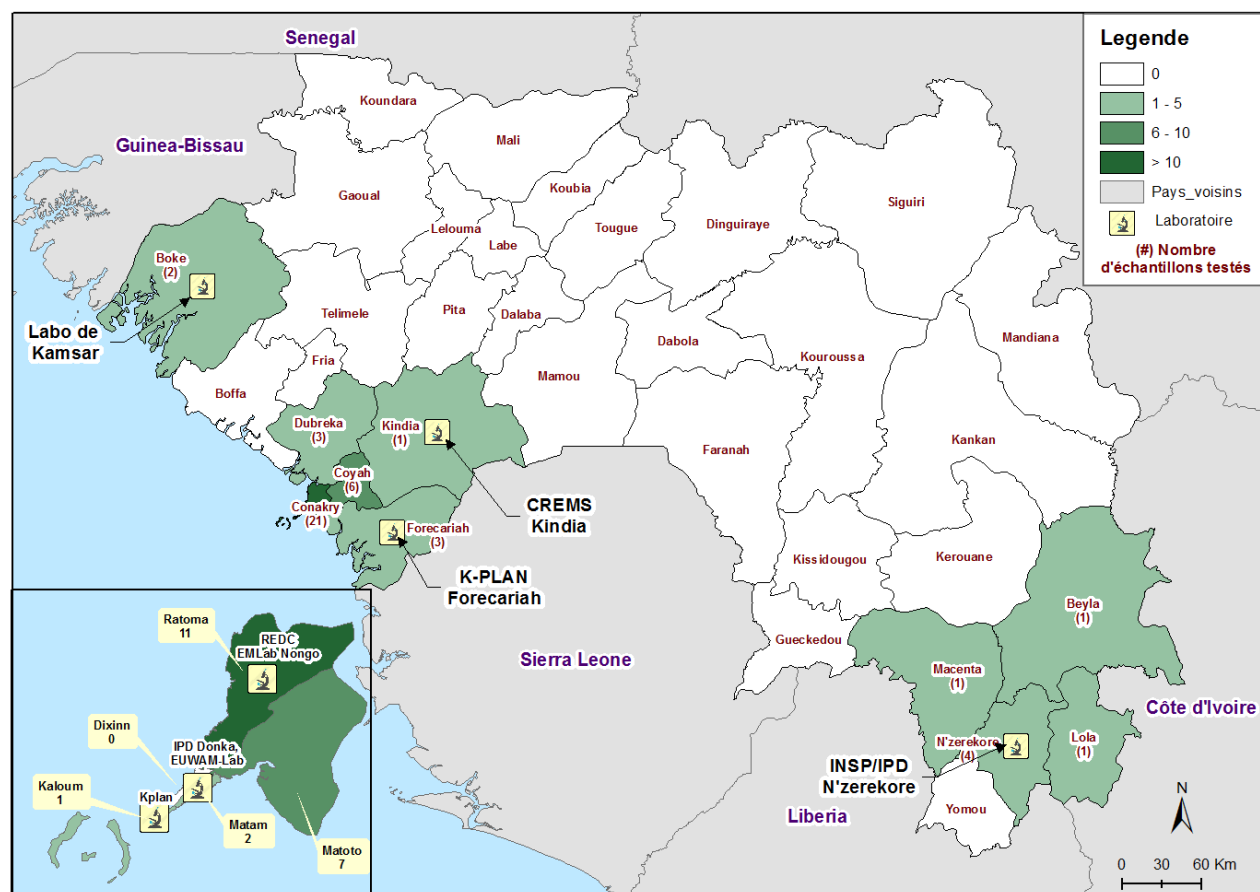 Senegal
Guinea-Bissau
Koundara
Mali
Gaoual
Koubia
Lelouma
Labe
Tougue
Dinguiraye
Siguiri
Boke
(2)
Labo de
Kamsar
Telimele
Pita
Dalaba
Dabola
Kouroussa
Mandiana
Fria
Boffa
Mamou
Dubreka
(3)
Kindia
(1)
Faranah
Kankan
Coyah
(6)
Conakry
(21)
Forecariah
(3)
CREMS
Kindia
K-PLAN
Forecariah
Kissidougou
Kerouane
Beyla
(1)
Gueckedou
Macenta
(1)
Sierra Leone
Côte d'Ivoire
N'zerekore
(4)
Lola
(1)
INSP/IPD
N'zerekore
Yomou
Liberia
Legende
0
1 - 5
6 - 10
> 10
Pays_voisins
Laboratoire
(#) Nombre
d'échantillons testés
Ratoma
11
REDC
EMLab Nongo
Dixinn
0
IPD Donka,
EUWAM-Lab
Kaloum
1
Kplan
Matam
2
Matoto
7
N
0 30 60 Km